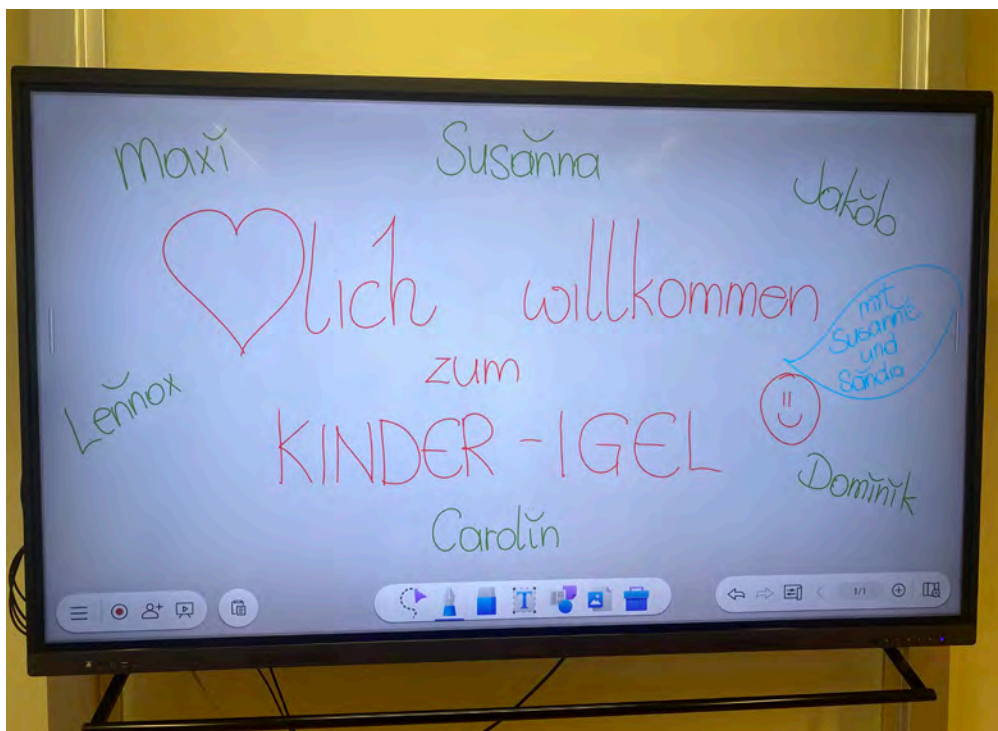 Maxi
Susanna
Jakob
lich willkommen
mit
Susanne
und
Sandra
zum
Lennox
KINDER-IGEL
Dominik
Carolin
T
1/1